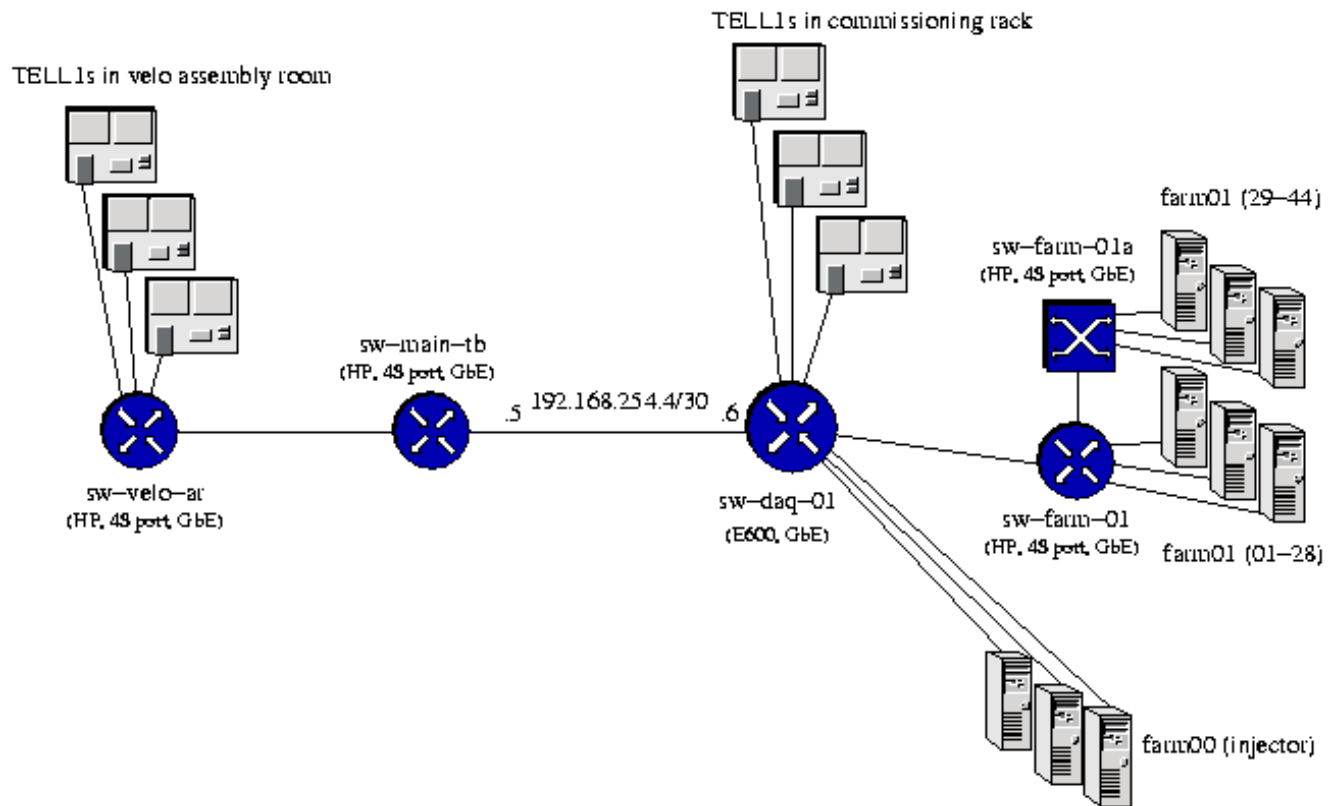 TELL1s in commissioning rack
TELL1s in velo assembly room
farm01 (29–44)
sw–farm–01a
(HP, 48 port, GbE)
sw–main–tb
(HP, 48 port, GbE)
.5 192.168.254.4/30 .6
sw–velo–ar
(HP, 48 port, GbE)
sw–daq–01
(E600, GbE)
sw–farm–01
(HP, 48 port, GbE)
farm01 (01–28)
farm00 (injector)